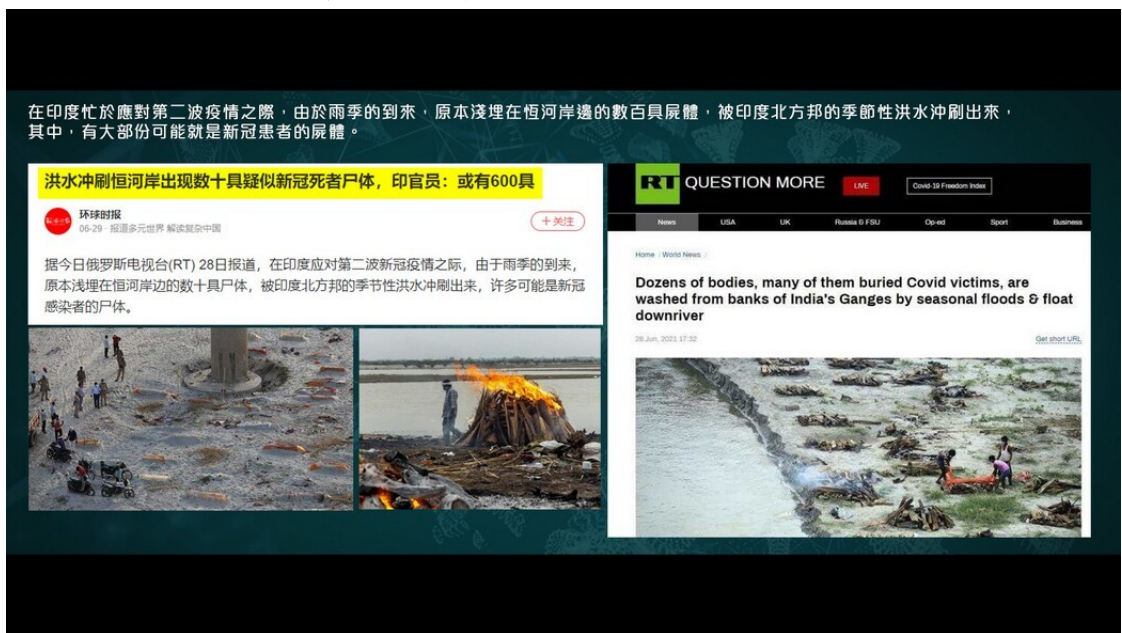 在印度忙於應對第二波疫情之際，由於雨季的到來，原本淺埋在恆河岸邊的數百具屍體，被印度北方邦的季節性洪水沖刷出來，
其中，有大部份可能就是新冠患者的屍體。
洪水冲刷恒河岸出现数十具疑似新冠死者尸体，印官员：或有600具
环球时报
06-29 · 报道多元世界 解读复杂中国
＋关注
据今日俄罗斯电视台(RT) 28日报道，在印度应对第二波新冠疫情之际，由于雨季的到来，
原本浅埋在恒河岸边的数十具尸体，被印度北方邦的季节性洪水冲刷出来，许多可能是新冠
感染者的尸体。
RT QUESTION MORE LIVE Covid-19 Freedom Index
News USA UK Russia & FSU Op-ed Sport Business
Home / World News /
Dozens of bodies, many of them buried Covid victims, are
washed from banks of India's Ganges by seasonal floods & float
downriver
28 Jun, 2021 17:32 Get short URL